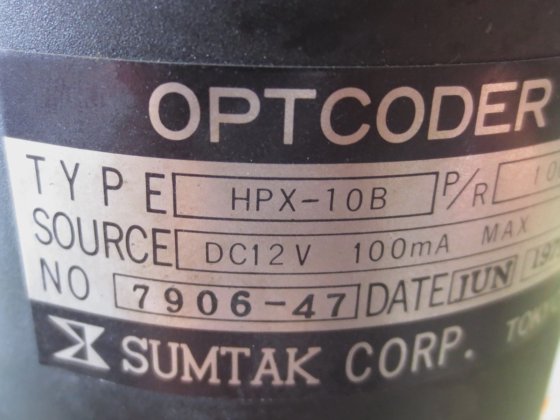 OPTCODER
TYPE HPX-10B P/R
SOURCE DC12V 100mA MAX
NO 7906-47 DATE JUN
SUMTAK CORP.